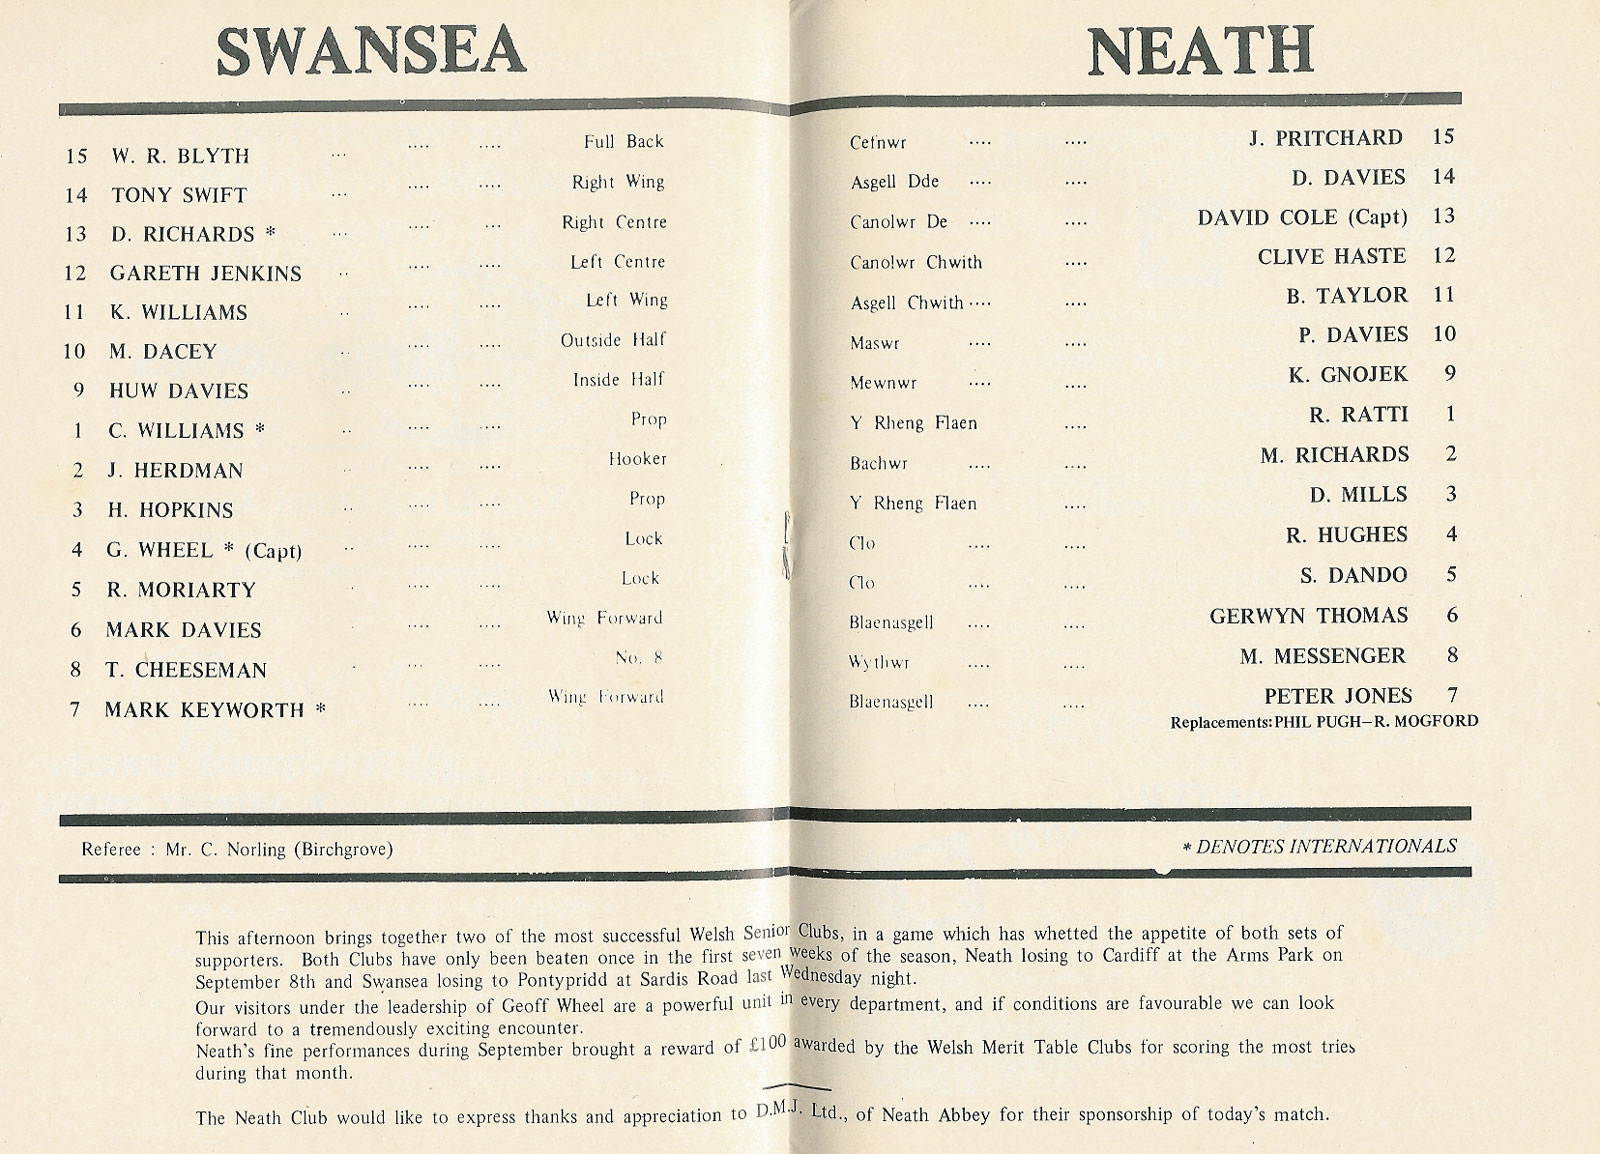 SWANSEA
15 W. R. BLYTH ... .... .... Full Back
14 TONY SWIFT ... .... .... Right Wing
13 D. RICHARDS * ... .... ... Right Centre
12 GARETH JENKINS .. .... .... Left Centre
11 K. WILLIAMS .. .... .... Left Wing
10 M. DACEY .. .... .... Outside Half
9 HUW DAVIES .. .... .... Inside Half
1 C. WILLIAMS * .. .... .... Prop
2 J. HERDMAN .. .... .... Hooker
3 H. HOPKINS .. .... .... Prop
4 G. WHEEL * (Capt) .. .... .... Lock
5 R. MORIARTY . .... .... Lock
6 MARK DAVIES . .... .... Wing Forward
8 T. CHEESEMAN . ... .... No. 8
7 MARK KEYWORTH * .... .... Wing Forward
NEATH
Cefnwr .... .... J. PRITCHARD 15
Asgell Dde .... .... D. DAVIES 14
Canolwr De .... .... DAVID COLE (Capt) 13
Canolwr Chwith .... CLIVE HASTE 12
Asgell Chwith .... .... B. TAYLOR 11
Maswr .... .... P. DAVIES 10
Mewnwr .... .... K. GNOJEK 9
Y Rheng Flaen .... R. RATTI 1
Bachwr .... .... M. RICHARDS 2
Y Rheng Flaen .... D. MILLS 3
Clo .... .... R. HUGHES 4
Clo .... .... S. DANDO 5
Blaenasgell .... .... GERWYN THOMAS 6
Wythwr .... .... M. MESSENGER 8
Blaenasgell .... .... PETER JONES 7
Replacements: PHIL PUGH—R. MOGFORD
Referee : Mr. C. Norling (Birchgrove)
* DENOTES INTERNATIONALS
This afternoon brings together two of the most successful Welsh Senior Clubs, in a game which has whetted the appetite of both sets of
supporters. Both Clubs have only been beaten once in the first seven weeks of the season, Neath losing to Cardiff at the Arms Park on
September 8th and Swansea losing to Pontypridd at Sardis Road last Wednesday night.
Our visitors under the leadership of Geoff Wheel are a powerful unit in every department, and if conditions are favourable we can look
forward to a tremendously exciting encounter.
Neath's fine performances during September brought a reward of £100 awarded by the Welsh Merit Table Clubs for scoring the most tries
during that month.
The Neath Club would like to express thanks and appreciation to D.M.J. Ltd., of Neath Abbey for their sponsorship of today's match.